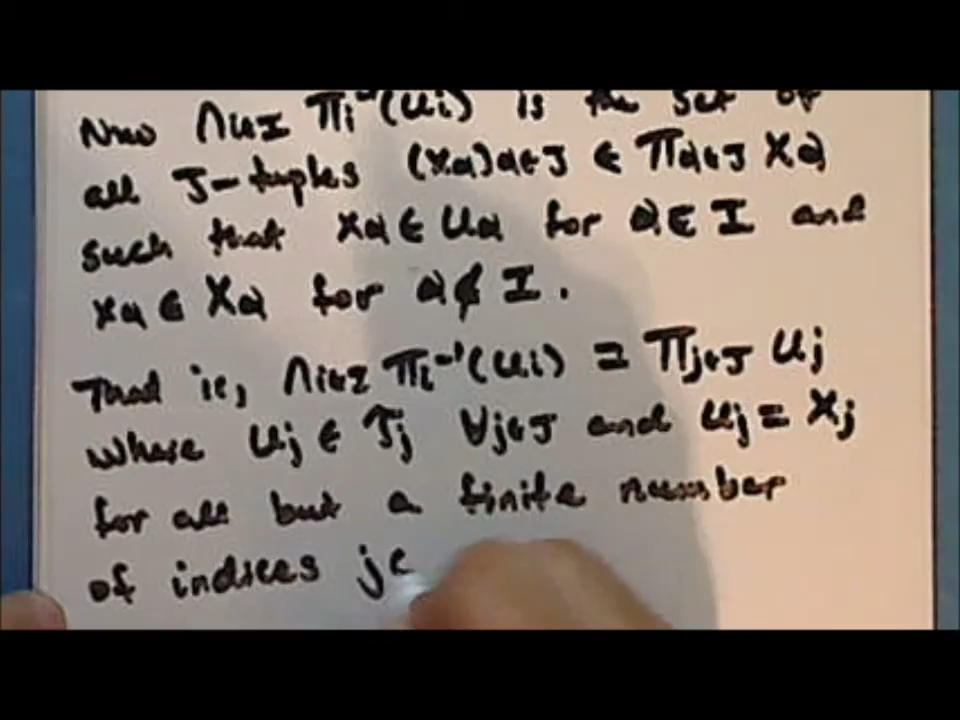 Now ∩i∈I πi⁻¹(Ui) is the set of
all J-tuples (xα)α∈J ∈ Πα∈J Xα
such that xα ∈ Uα for α ∈ I and
xα ∈ Xα for α ∉ I.
That is, ∩i∈I πi⁻¹(Ui) = Πj∈J Uj
where Uj ∈ Tj ∀j∈J and Uj = Xj
for all but a finite number
of indices j∈